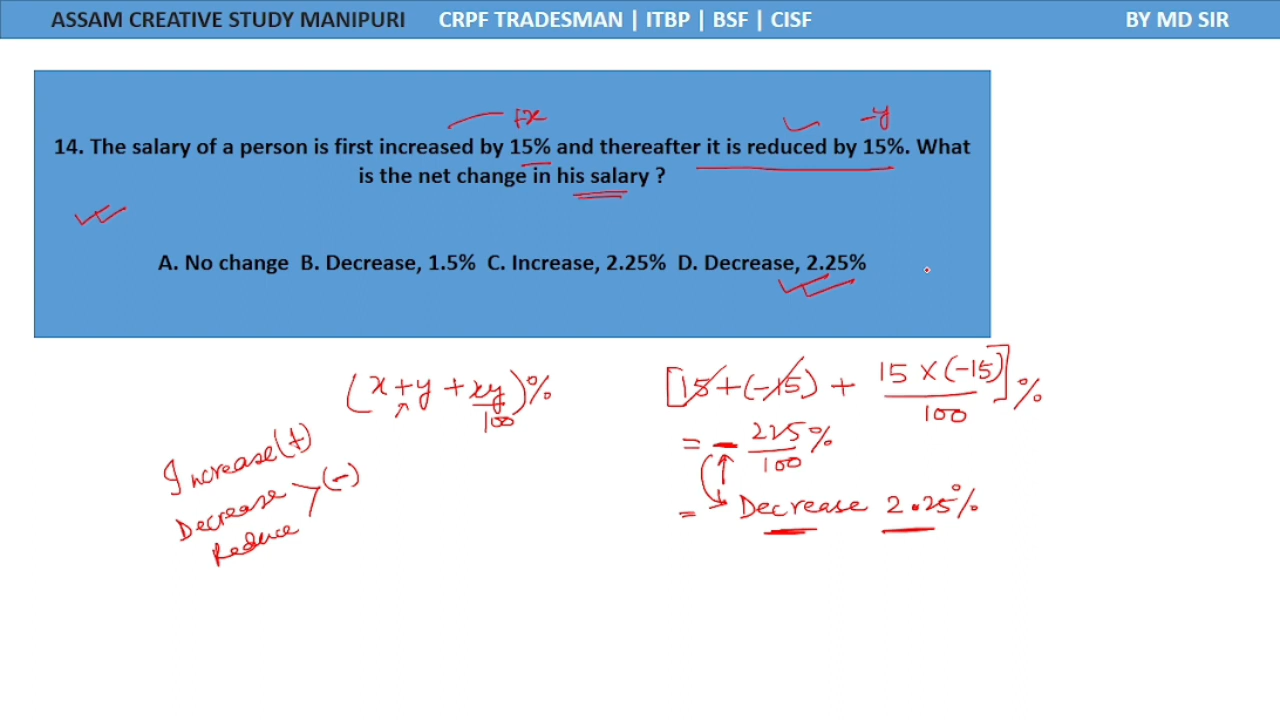 ASSAM CREATIVE STUDY MANIPURI CRPF TRADESMAN | ITBP | BSF | CISF BY MD SIR
+x -y
14. The salary of a person is first increased by 15% and thereafter it is reduced by 15%. What
is the net change in his salary ?
A. No change B. Decrease, 1.5% C. Increase, 2.25% D. Decrease, 2.25%
(x+y+xy/100)%
Increase(+)
Decrease
Reduce
(-)
[15+(-15)+15×(-15)/100]%
= - 225/100%
= Decrease 2.25%